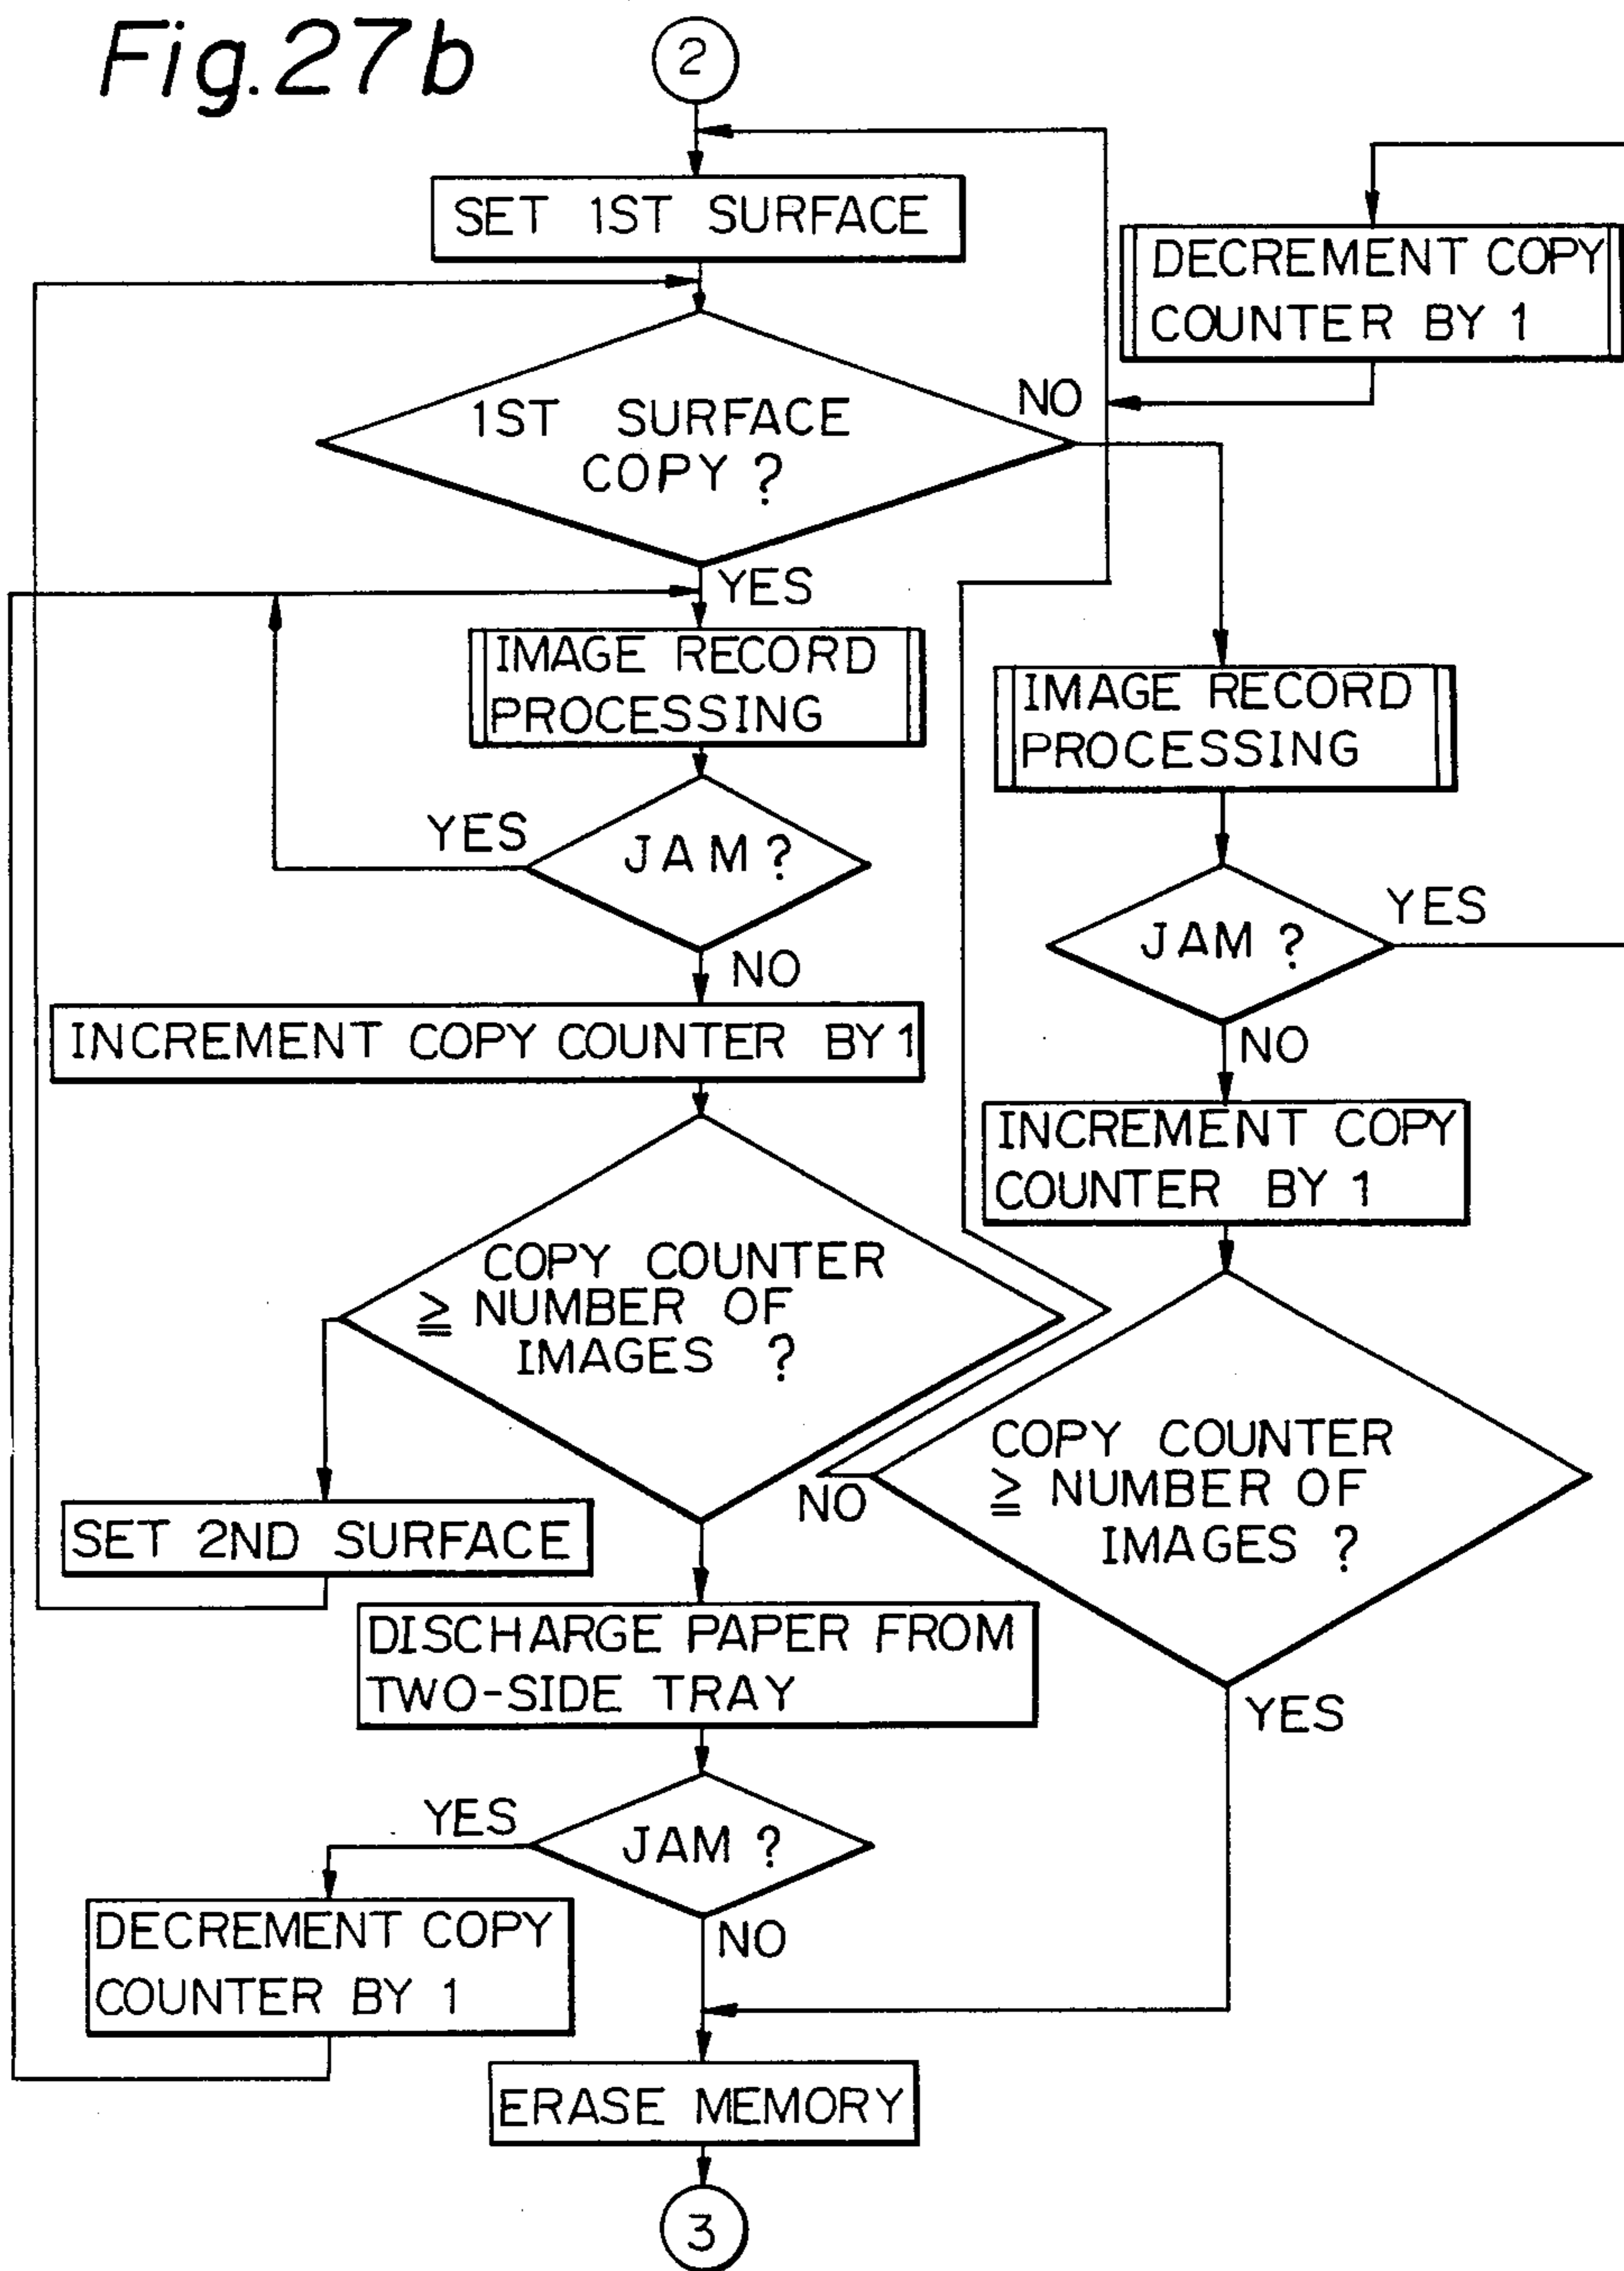 Fig.27b
2
SET 1ST SURFACE
DECREMENT COPY
COUNTER BY 1
1ST SURFACE
COPY ?
NO
YES
IMAGE RECORD
PROCESSING
IMAGE RECORD
PROCESSING
YES
JAM ?
NO
JAM ?
YES
NO
INCREMENT COPY COUNTER BY 1
INCREMENT COPY
COUNTER BY 1
COPY COUNTER
≧ NUMBER OF
IMAGES ?
COPY COUNTER
≧ NUMBER OF
IMAGES ?
NO
YES
SET 2ND SURFACE
DISCHARGE PAPER FROM
TWO-SIDE TRAY
YES
JAM ?
NO
DECREMENT COPY
COUNTER BY 1
ERASE MEMORY
3